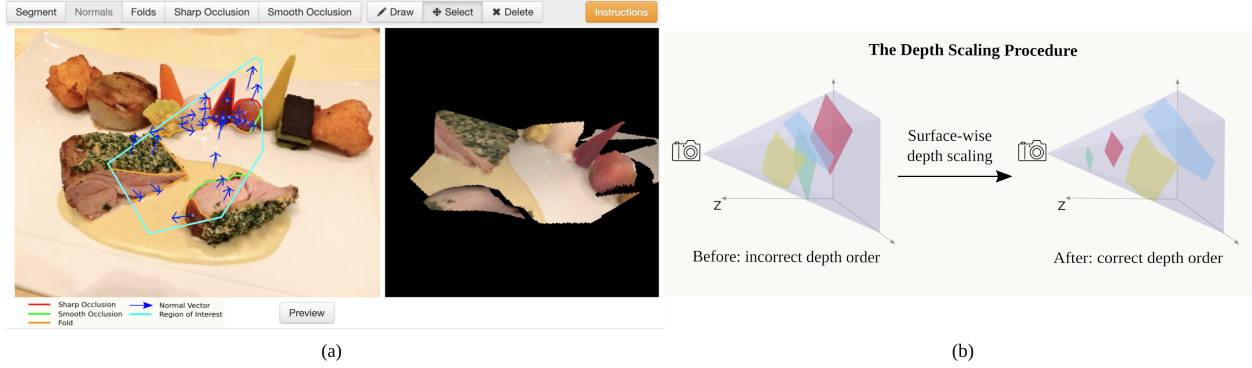 Segment Normals Folds Sharp Occlusion Smooth Occlusion Draw Select Delete Instructions
Sharp Occlusion
Smooth Occlusion
Fold
Normal Vector
Region of Interest
Preview
(a)
The Depth Scaling Procedure
Surface-wise
depth scaling
Z
Z
Before: incorrect depth order
After: correct depth order
(b)